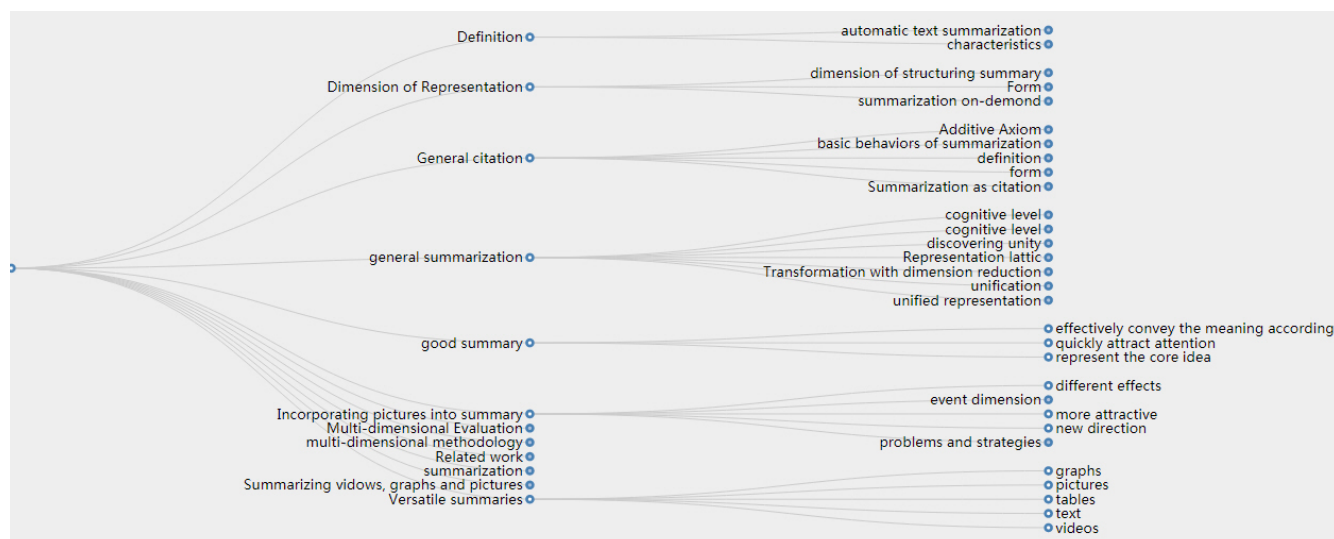 Definition
automatic text summarization
characteristics
Dimension of Representation
dimension of structuring summary
Form
summarization on-demond
General citation
Additive Axiom
basic behaviors of summarization
definition
form
Summarization as citation
general summarization
cognitive level
cognitive level
discovering unity
Representation lattic
Transformation with dimension reduction
unification
unified representation
good summary
effectively convey the meaning according
quickly attract attention
represent the core idea
Incorporating pictures into summary
different effects
event dimension
more attractive
new direction
problems and strategies
Multi-dimensional Evaluation
multi-dimensional methodology
Related work
summarization
Summarizing vidows, graphs and pictures
Versatile summaries
graphs
pictures
tables
text
videos